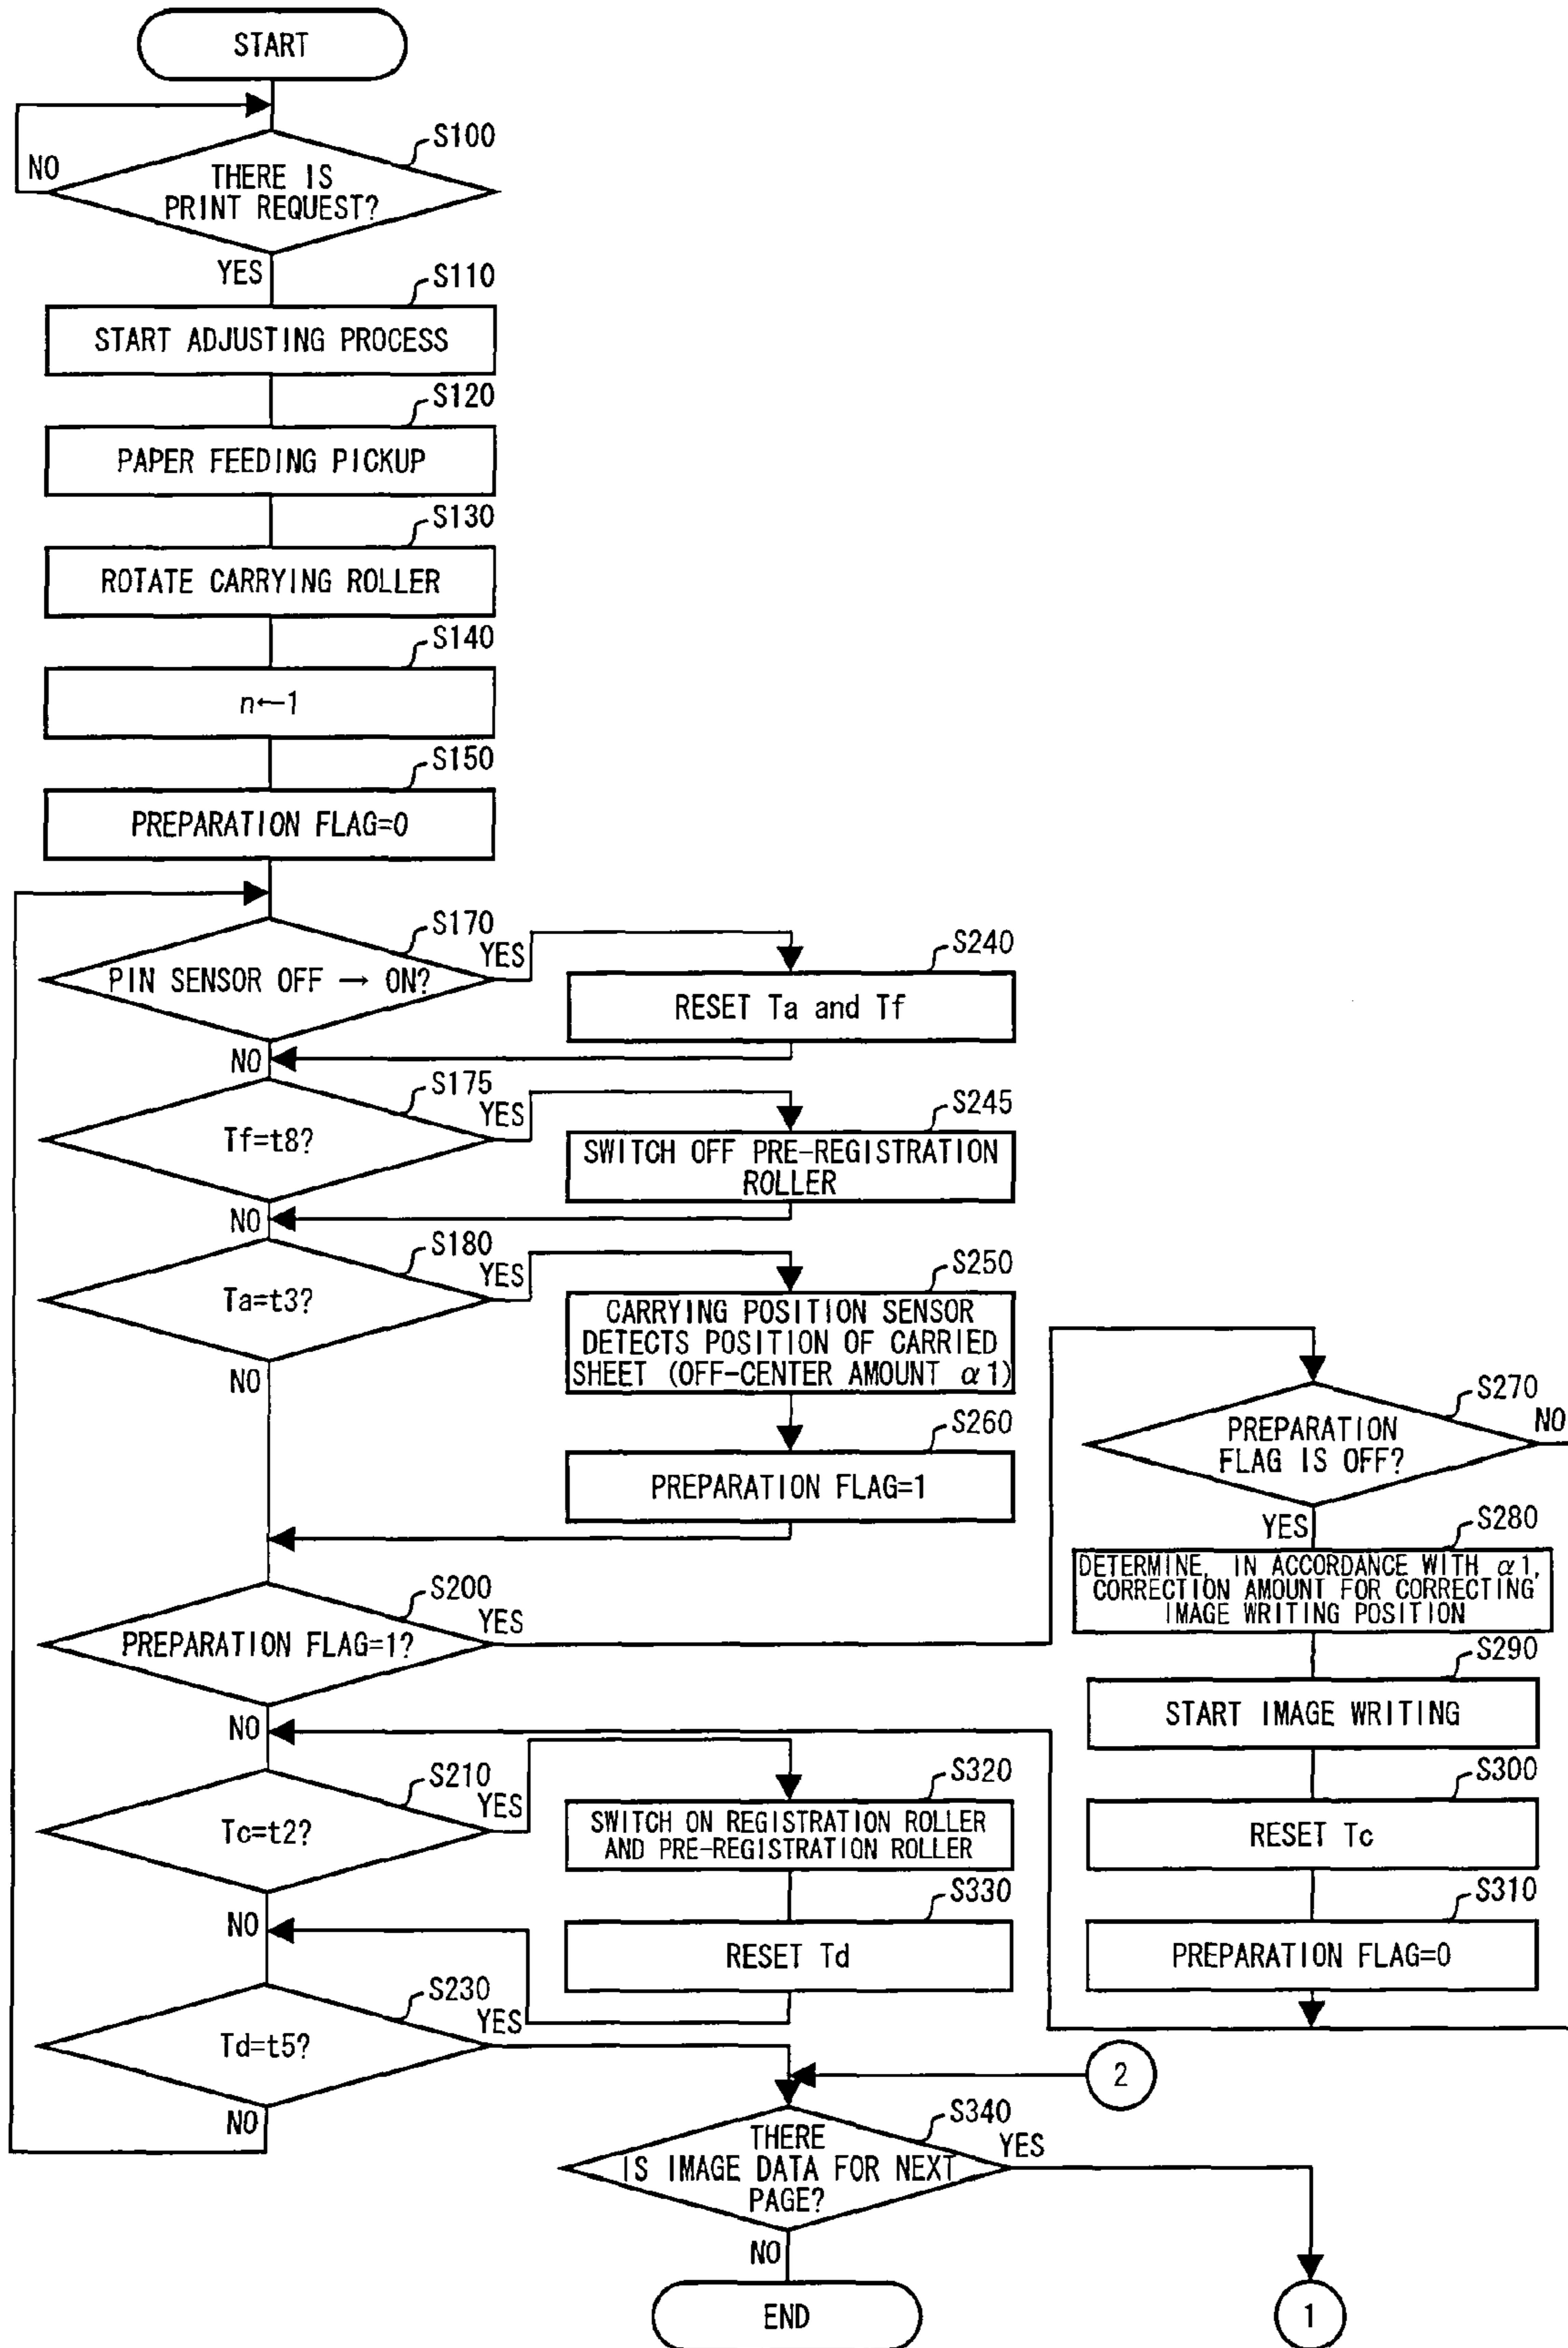 START
S100
NO
THERE IS
PRINT REQUEST?
YES
S110
START ADJUSTING PROCESS
S120
PAPER FEEDING PICKUP
S130
ROTATE CARRYING ROLLER
S140
n←1
S150
PREPARATION FLAG=0
S170
YES
PIN SENSOR OFF → ON?
NO
S240
RESET Ta and Tf
S175
YES
Tf=t8?
NO
S245
SWITCH OFF PRE-REGISTRATION
ROLLER
S180
YES
Ta=t3?
NO
S250
CARRYING POSITION SENSOR
DETECTS POSITION OF CARRIED
SHEET (OFF-CENTER AMOUNT α1)
S260
PREPARATION FLAG=1
S200
YES
PREPARATION FLAG=1?
NO
S270
NO
PREPARATION
FLAG IS OFF?
YES
S280
DETERMINE, IN ACCORDANCE WITH α1,
CORRECTION AMOUNT FOR CORRECTING
IMAGE WRITING POSITION
S290
START IMAGE WRITING
S300
RESET Tc
S310
PREPARATION FLAG=0
S210
YES
Tc=t2?
NO
S320
SWITCH ON REGISTRATION ROLLER
AND PRE-REGISTRATION ROLLER
S330
RESET Td
S230
YES
Td=t5?
NO
2
S340
THERE
IS IMAGE DATA FOR NEXT
PAGE?
YES
NO
END
1